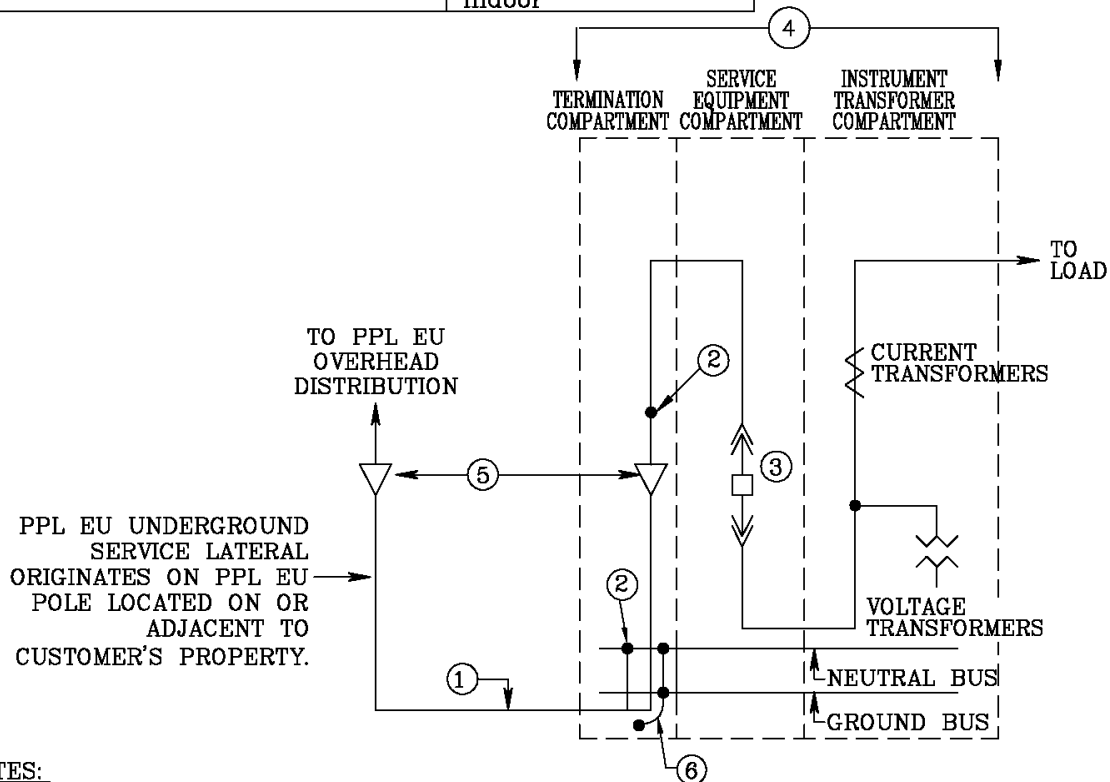 Indoor
4
TERMINATION
COMPARTMENT
SERVICE
EQUIPMENT
COMPARTMENT
INSTRUMENT
TRANSFORMER
COMPARTMENT
TO
LOAD
TO PPL EU
OVERHEAD
DISTRIBUTION
2
CURRENT
TRANSFORMERS
5
3
PPL EU UNDERGROUND
SERVICE LATERAL
ORIGINATES ON PPL EU
POLE LOCATED ON OR
ADJACENT TO
CUSTOMER'S PROPERTY.
2
VOLTAGE
TRANSFORMERS
1
NEUTRAL BUS
GROUND BUS
6